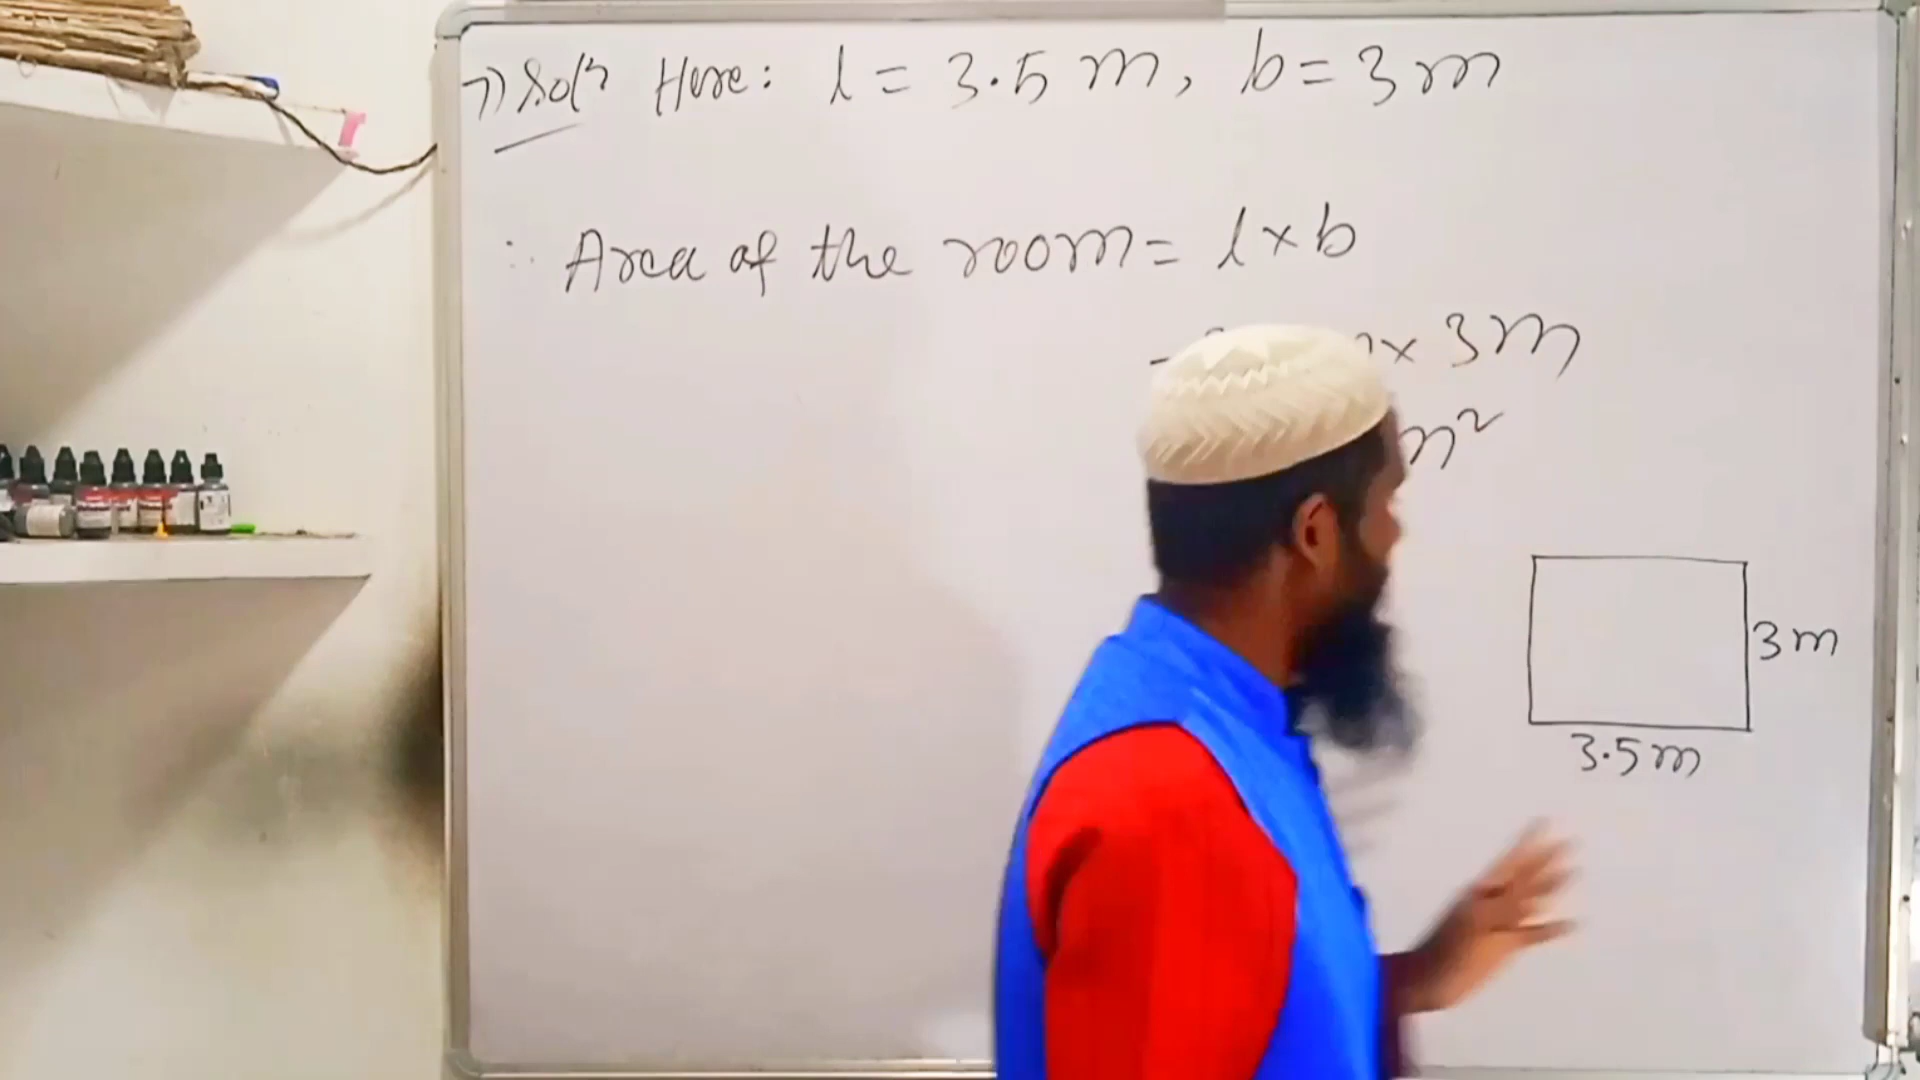 7) Solⁿ Here: l = 3.5 m, b = 3 m
∴ Area of the room = l × b
× 3 m
m²
3 m
3.5 m